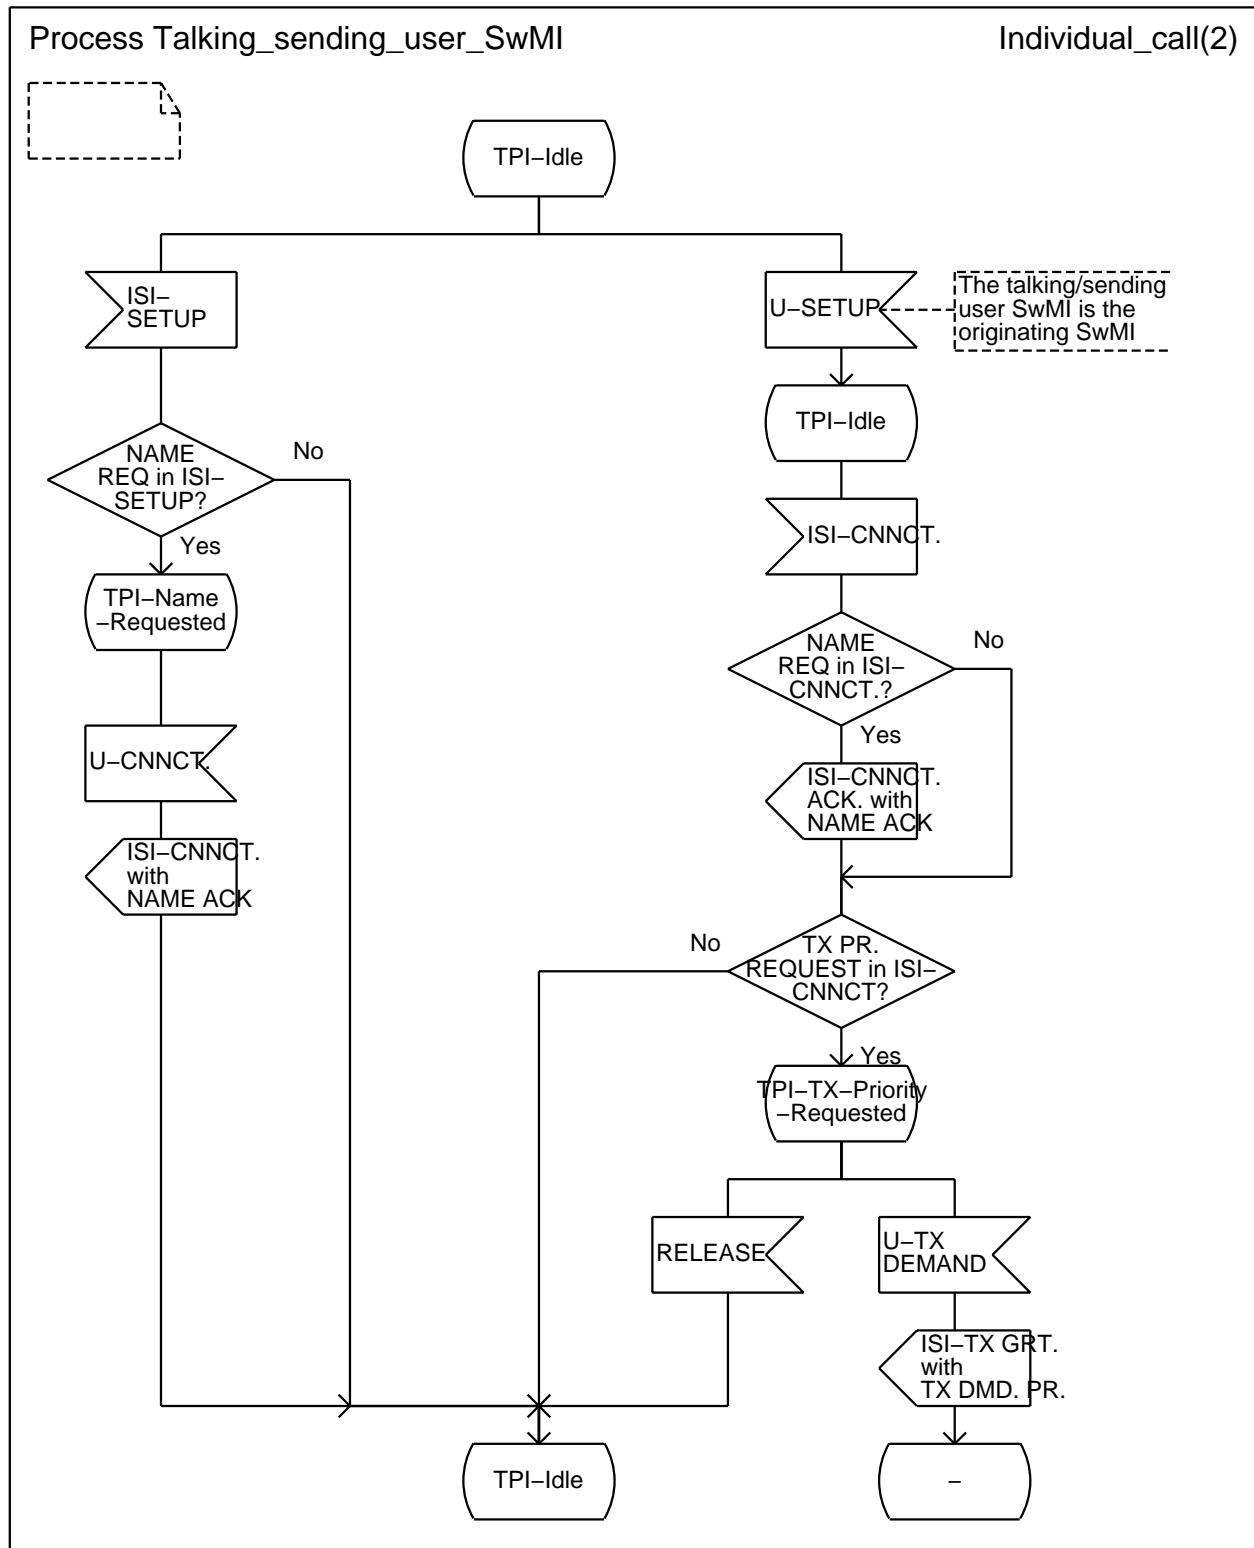 Process Talking_sending_user_SwMI
Individual_call(2)
TPI–Idle
ISI–
SETUP
U–SETUP
The talking/sending
user SwMI is the
originating SwMI
TPI–Idle
NAME
REQ in ISI–
SETUP?
No
Yes
ISI–CNNCT.
TPI–Name
–Requested
NAME
REQ in ISI–
CNNCT.?
No
Yes
U–CNNCT.
ISI–CNNCT.
ACK. with
NAME ACK
ISI–CNNCT.
with
NAME ACK
No
TX PR.
REQUEST in ISI–
CNNCT?
Yes
TPI–TX–Priority
–Requested
RELEASE
U–TX
DEMAND
ISI–TX GRT.
with
TX DMD. PR.
TPI–Idle
–